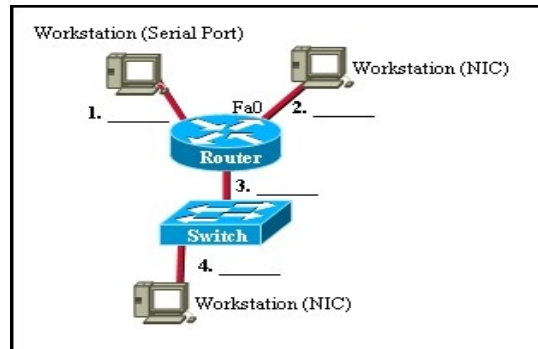 Workstation (Serial Port)
Workstation (NIC)
1. ______
Fa0
2. ______
Router
3. ______
Switch
4. ______
Workstation (NIC)